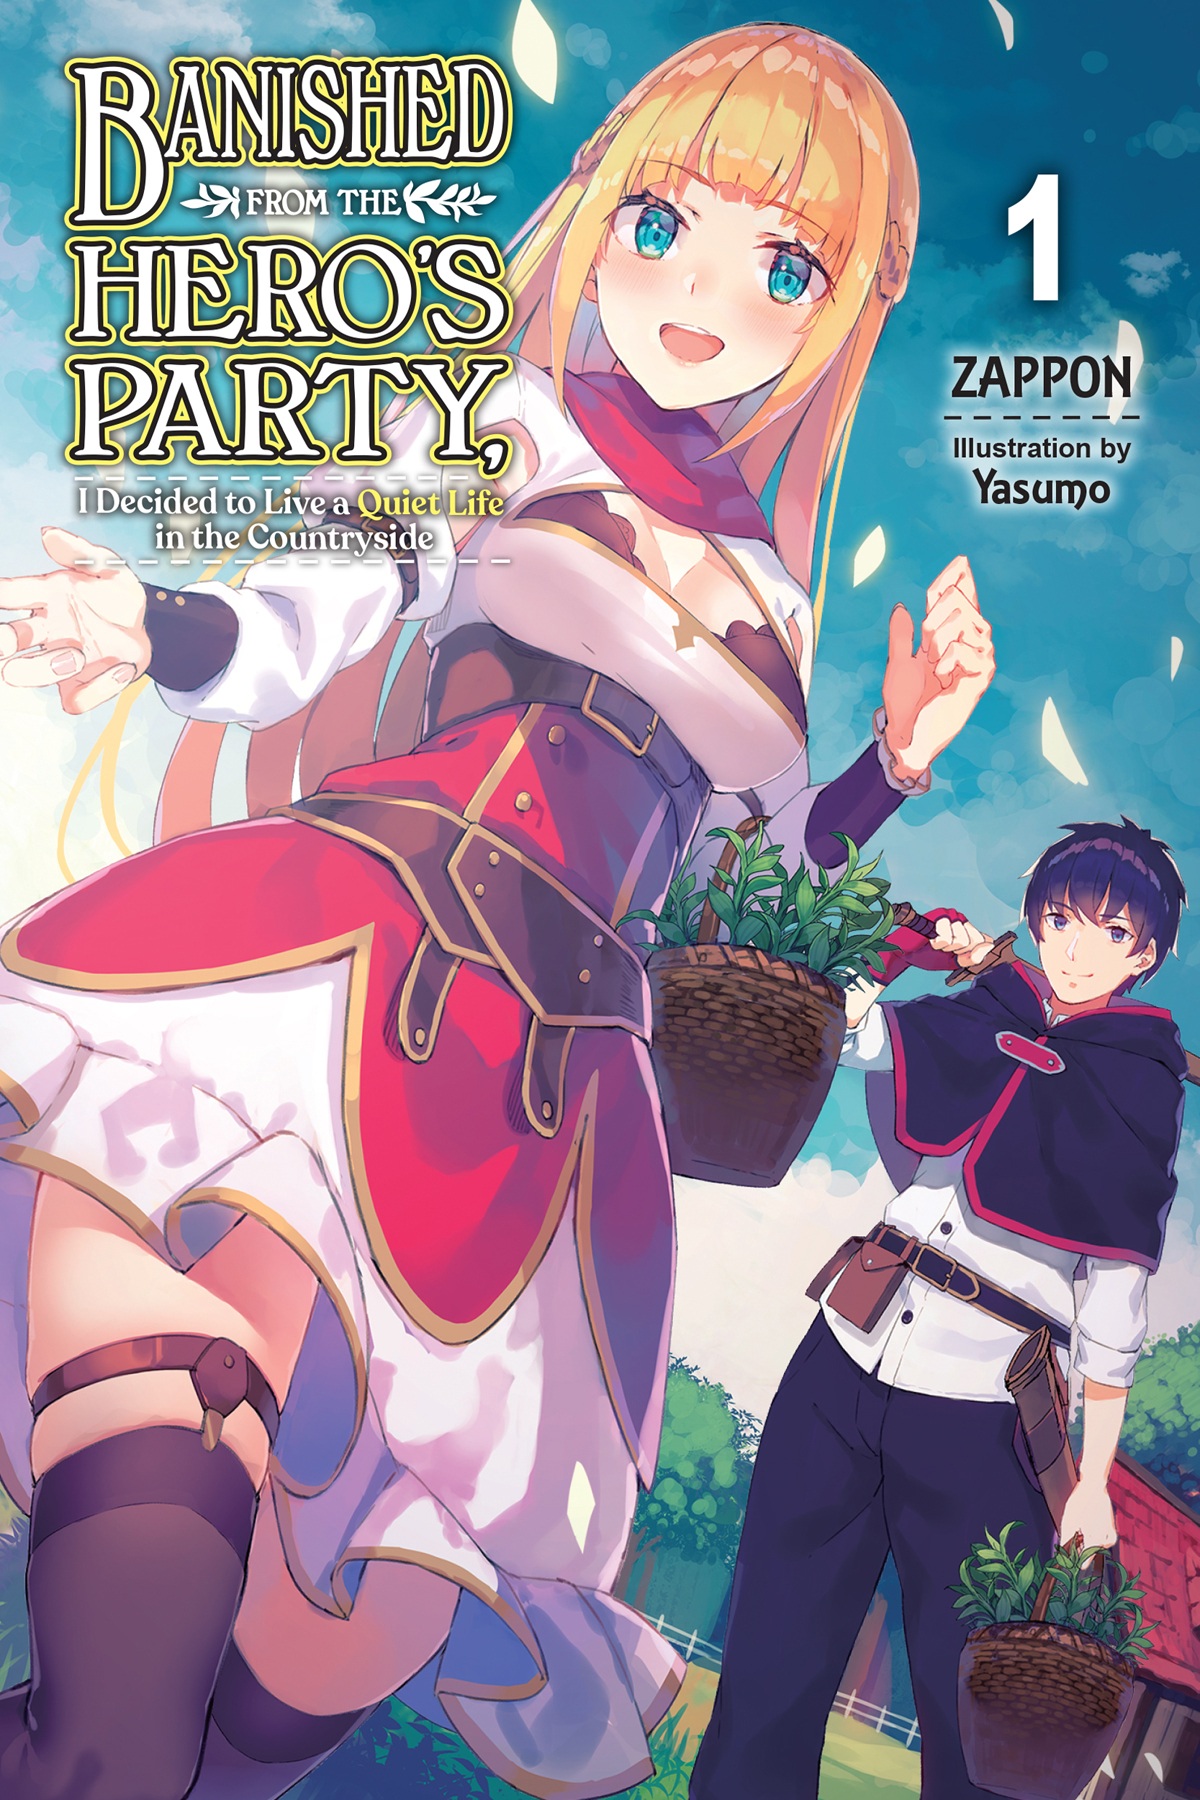 BANISHED
FROM THE
HERO'S
PARTY,
I Decided to Live a Quiet Life
in the Countryside
1
ZAPPON
Illustration by
Yasumo